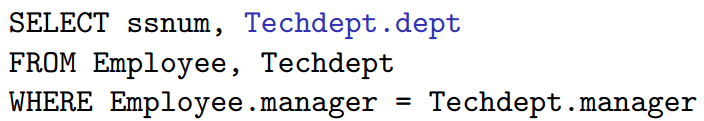 SELECT ssnum, Techdept.dept
FROM Employee, Techdept
WHERE Employee.manager = Techdept.manager